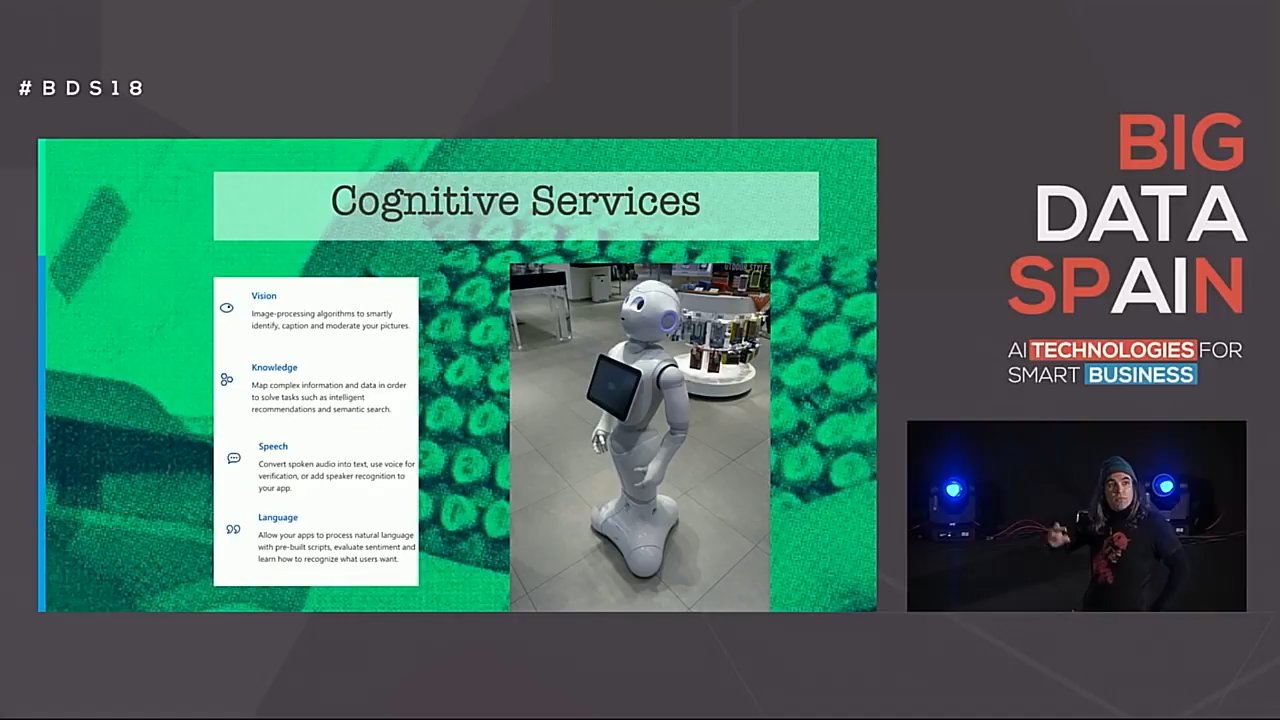 #BDS18
Cognitive Services
Vision
Image-processing algorithms to smartly
identify, caption and moderate your pictures.
Knowledge
Map complex information and data in order
to solve tasks such as intelligent
recommendations and semantic search.
Speech
Convert spoken audio into text, use voice for
verification, or add speaker recognition to
your app.
Language
Allow your apps to process natural language
with pre-built scripts, evaluate sentiment and
learn how to recognize what users want.
BIG
DATA
SPAIN
AI TECHNOLOGIES FOR
SMART BUSINESS